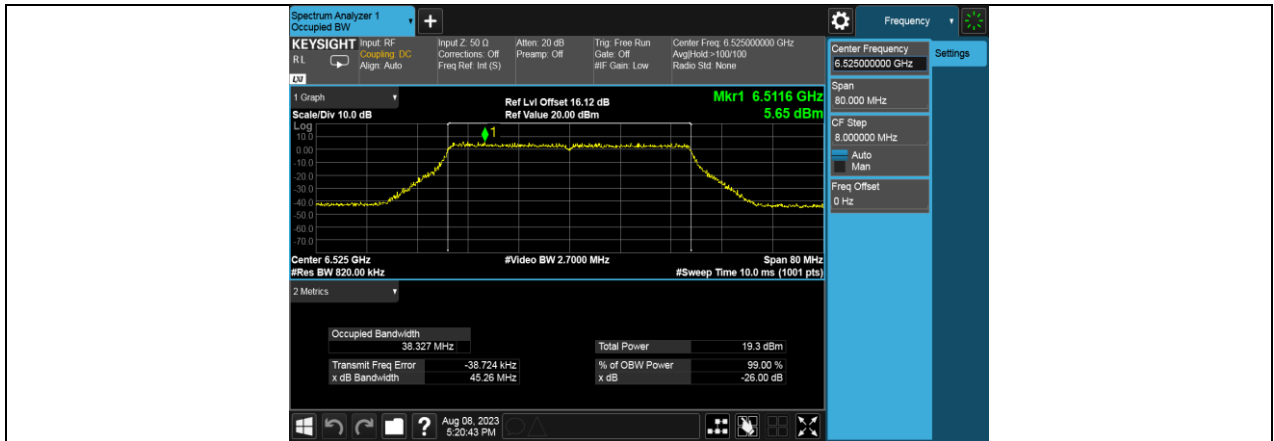 Spectrum Analyzer 1
Occupied BW
+
Frequency
KEYSIGHT
RL
LXI
Input: RF
Coupling: DC
Align: Auto
Input Z: 50 Ω
Corrections: Off
Freq Ref: Int (S)
Atten: 20 dB
Preamp: Off
Trig: Free Run
Gate: Off
#IF Gain: Low
Center Freq: 6.525000000 GHz
Avg|Hold:>100/100
Radio Std: None
Center Frequency
6.525000000 GHz
Settings
Span
80.000 MHz
CF Step
8.000000 MHz
Auto
Man
Freq Offset
0 Hz
1 Graph
Scale/Div 10.0 dB
Ref Lvl Offset 16.12 dB
Ref Value 20.00 dBm
Mkr1 6.5116 GHz
5.65 dBm
Log
10.0
0.00
-10.0
-20.0
-30.0
-40.0
-50.0
-60.0
-70.0
1
Center 6.525 GHz
#Video BW 2.7000 MHz
Span 80 MHz
#Res BW 820.00 kHz
#Sweep Time 10.0 ms (1001 pts)
2 Metrics
Occupied Bandwidth
38.327 MHz
Total Power 19.3 dBm
Transmit Freq Error -38.724 kHz
% of OBW Power 99.00 %
x dB Bandwidth 45.26 MHz
x dB -26.00 dB
?
Aug 08, 2023
5:20:43 PM